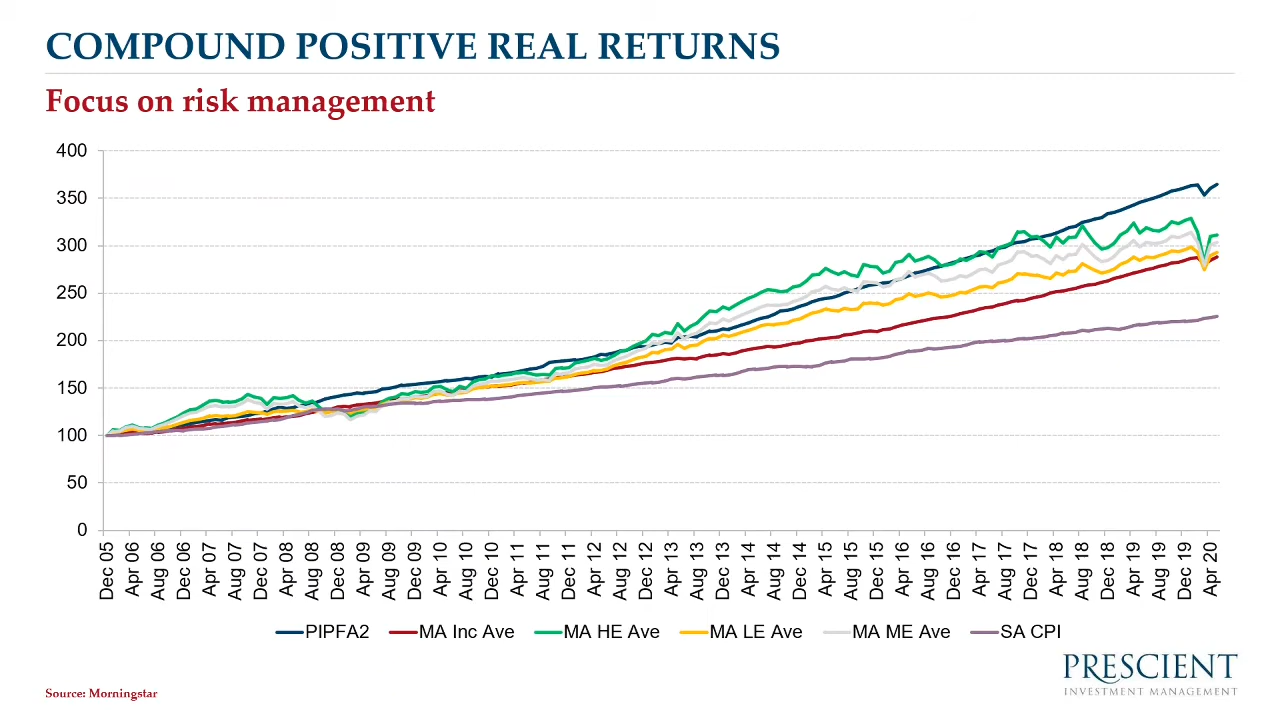 COMPOUND POSITIVE REAL RETURNS
Focus on risk management
400
350
300
250
200
150
100
50
0
Dec 05
Apr 06
Aug 06
Dec 06
Apr 07
Aug 07
Dec 07
Apr 08
Aug 08
Dec 08
Apr 09
Aug 09
Dec 09
Apr 10
Aug 10
Dec 10
Apr 11
Aug 11
Dec 11
Apr 12
Aug 12
Dec 12
Apr 13
Aug 13
Dec 13
Apr 14
Aug 14
Dec 14
Apr 15
Aug 15
Dec 15
Apr 16
Aug 16
Dec 16
Apr 17
Aug 17
Dec 17
Apr 18
Aug 18
Dec 18
Apr 19
Aug 19
Dec 19
Apr 20
PIPFA2 MA Inc Ave MA HE Ave MA LE Ave MA ME Ave SA CPI
PRESCIENT
INVESTMENT MANAGEMENT
Source: Morningstar